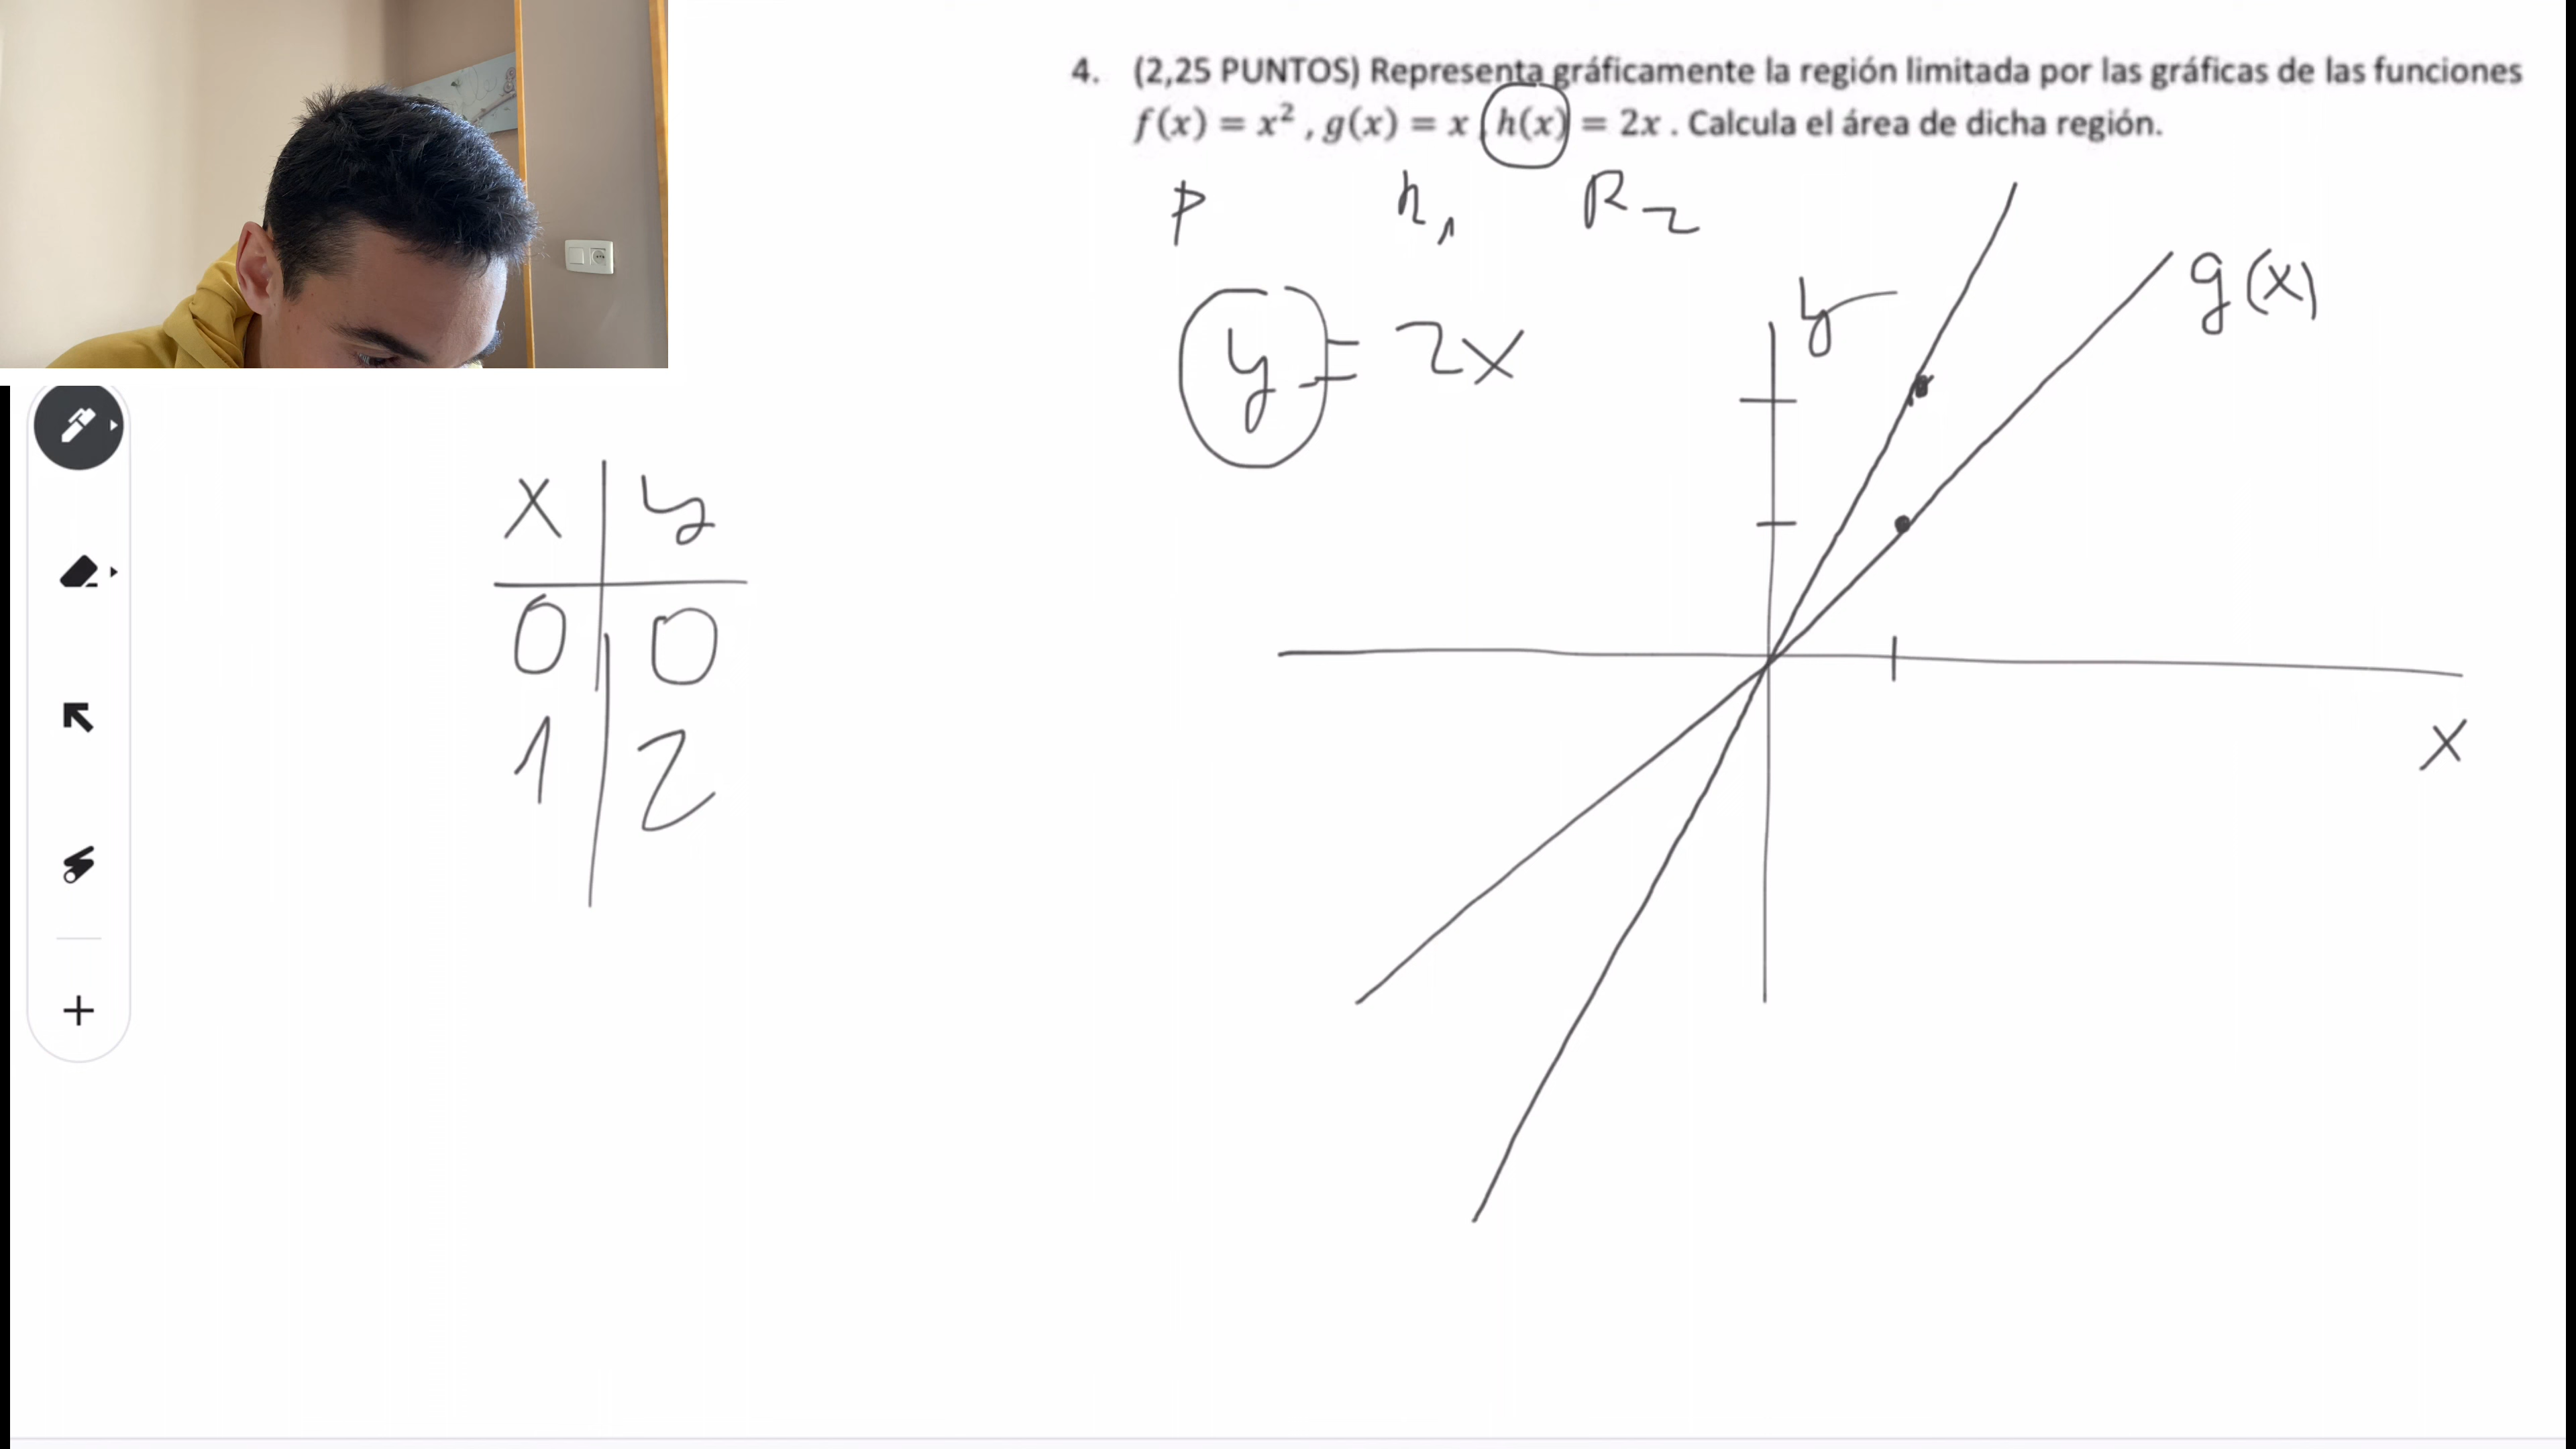 4. (2,25 PUNTOS) Representa gráficamente la región limitada por las gráficas de las funciones
f(x) = x² , g(x) = x , h(x) = 2x . Calcula el área de dicha región.
P R₁ R₂
y = 2x
y
g(x)
x
x y
0 0
1 2